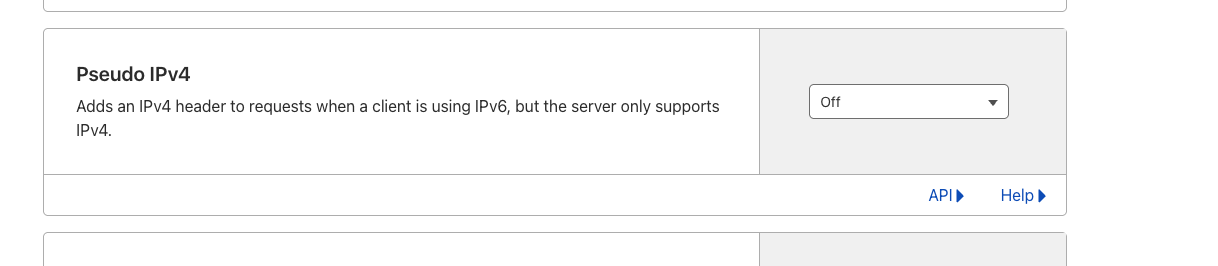 Pseudo IPv4
Adds an IPv4 header to requests when a client is using IPv6, but the server only supports
IPv4.
Off
API
Help